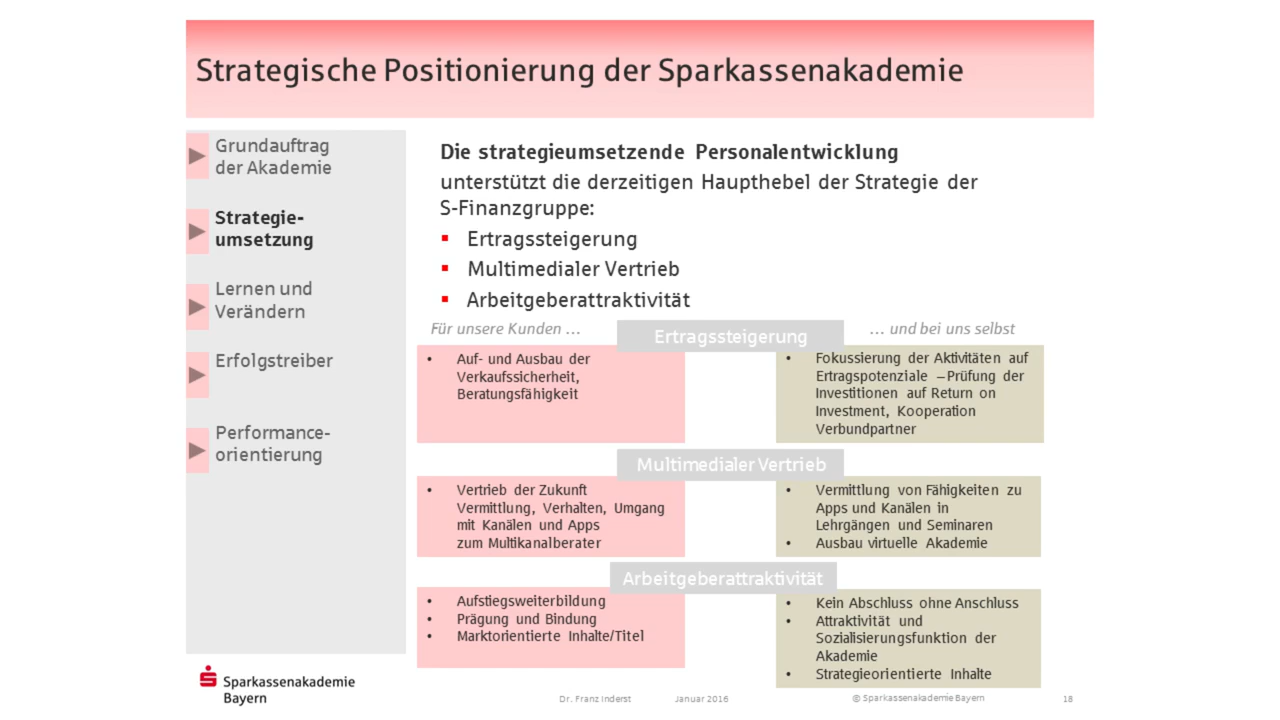 Strategische Positionierung der Sparkassenakademie
Grundauftrag
der Akademie
Strategie-
umsetzung
Lernen und
Verändern
Erfolgstreiber
Performance-
orientierung
Die strategieumsetzende Personalentwicklung
unterstützt die derzeitigen Haupthebel der Strategie der
S-Finanzgruppe:
▪ Ertragssteigerung
▪ Multimedialer Vertrieb
▪ Arbeitgeberattraktivität
Für unsere Kunden …
… und bei uns selbst
Ertragssteigerung
• Auf- und Ausbau der
Verkaufssicherheit,
Beratungsfähigkeit
• Fokussierung der Aktivitäten auf
Ertragspotenziale –Prüfung der
Investitionen auf Return on
Investment, Kooperation
Verbundpartner
Multimedialer Vertrieb
• Vertrieb der Zukunft
Vermittlung, Verhalten, Umgang
mit Kanälen und Apps
zum Multikanalberater
• Vermittlung von Fähigkeiten zu
Apps und Kanälen in
Lehrgängen und Seminaren
• Ausbau virtuelle Akademie
Arbeitgeberattraktivität
• Aufstiegsweiterbildung
• Prägung und Bindung
• Marktorientierte Inhalte/Titel
• Kein Abschluss ohne Anschluss
• Attraktivität und
Sozialisierungsfunktion der
Akademie
• Strategieorientierte Inhalte
Sparkassenakademie
Bayern
Dr. Franz Inderst Januar 2016 © Sparkassenakademie Bayern 18